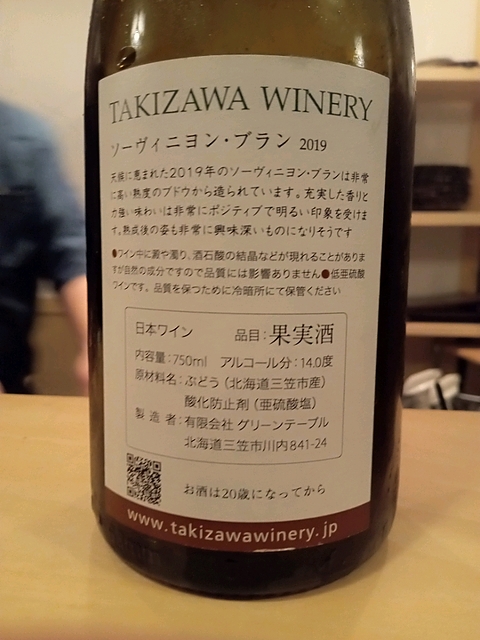 TAKIZAWA WINERY
ソーヴィニヨン・ブラン 2019
天候に恵まれた2019年のソーヴィニヨン・ブランは非常
に高い熟度のブドウから造られています。充実した香りと
力強い味わいは非常にポジティブで明るい印象を受けま
す。熟成後の姿も非常に興味深いものになりそうです
●ワイン中に澱や濁り、酒石酸の結晶などが現れることがありま
すが自然の成分ですので品質には影響ありません●低亜硫酸
ワインです。品質を保つために冷暗所にて保管ください
日本ワイン 品目:果実酒
内容量:750ml アルコール分:14.0度
原材料名:ぶどう(北海道三笠市産)
酸化防止剤(亜硫酸塩)
製造者:有限会社 グリーンテーブル
北海道三笠市川内841-24
お酒は20歳になってから
www.takizawawinery.jp